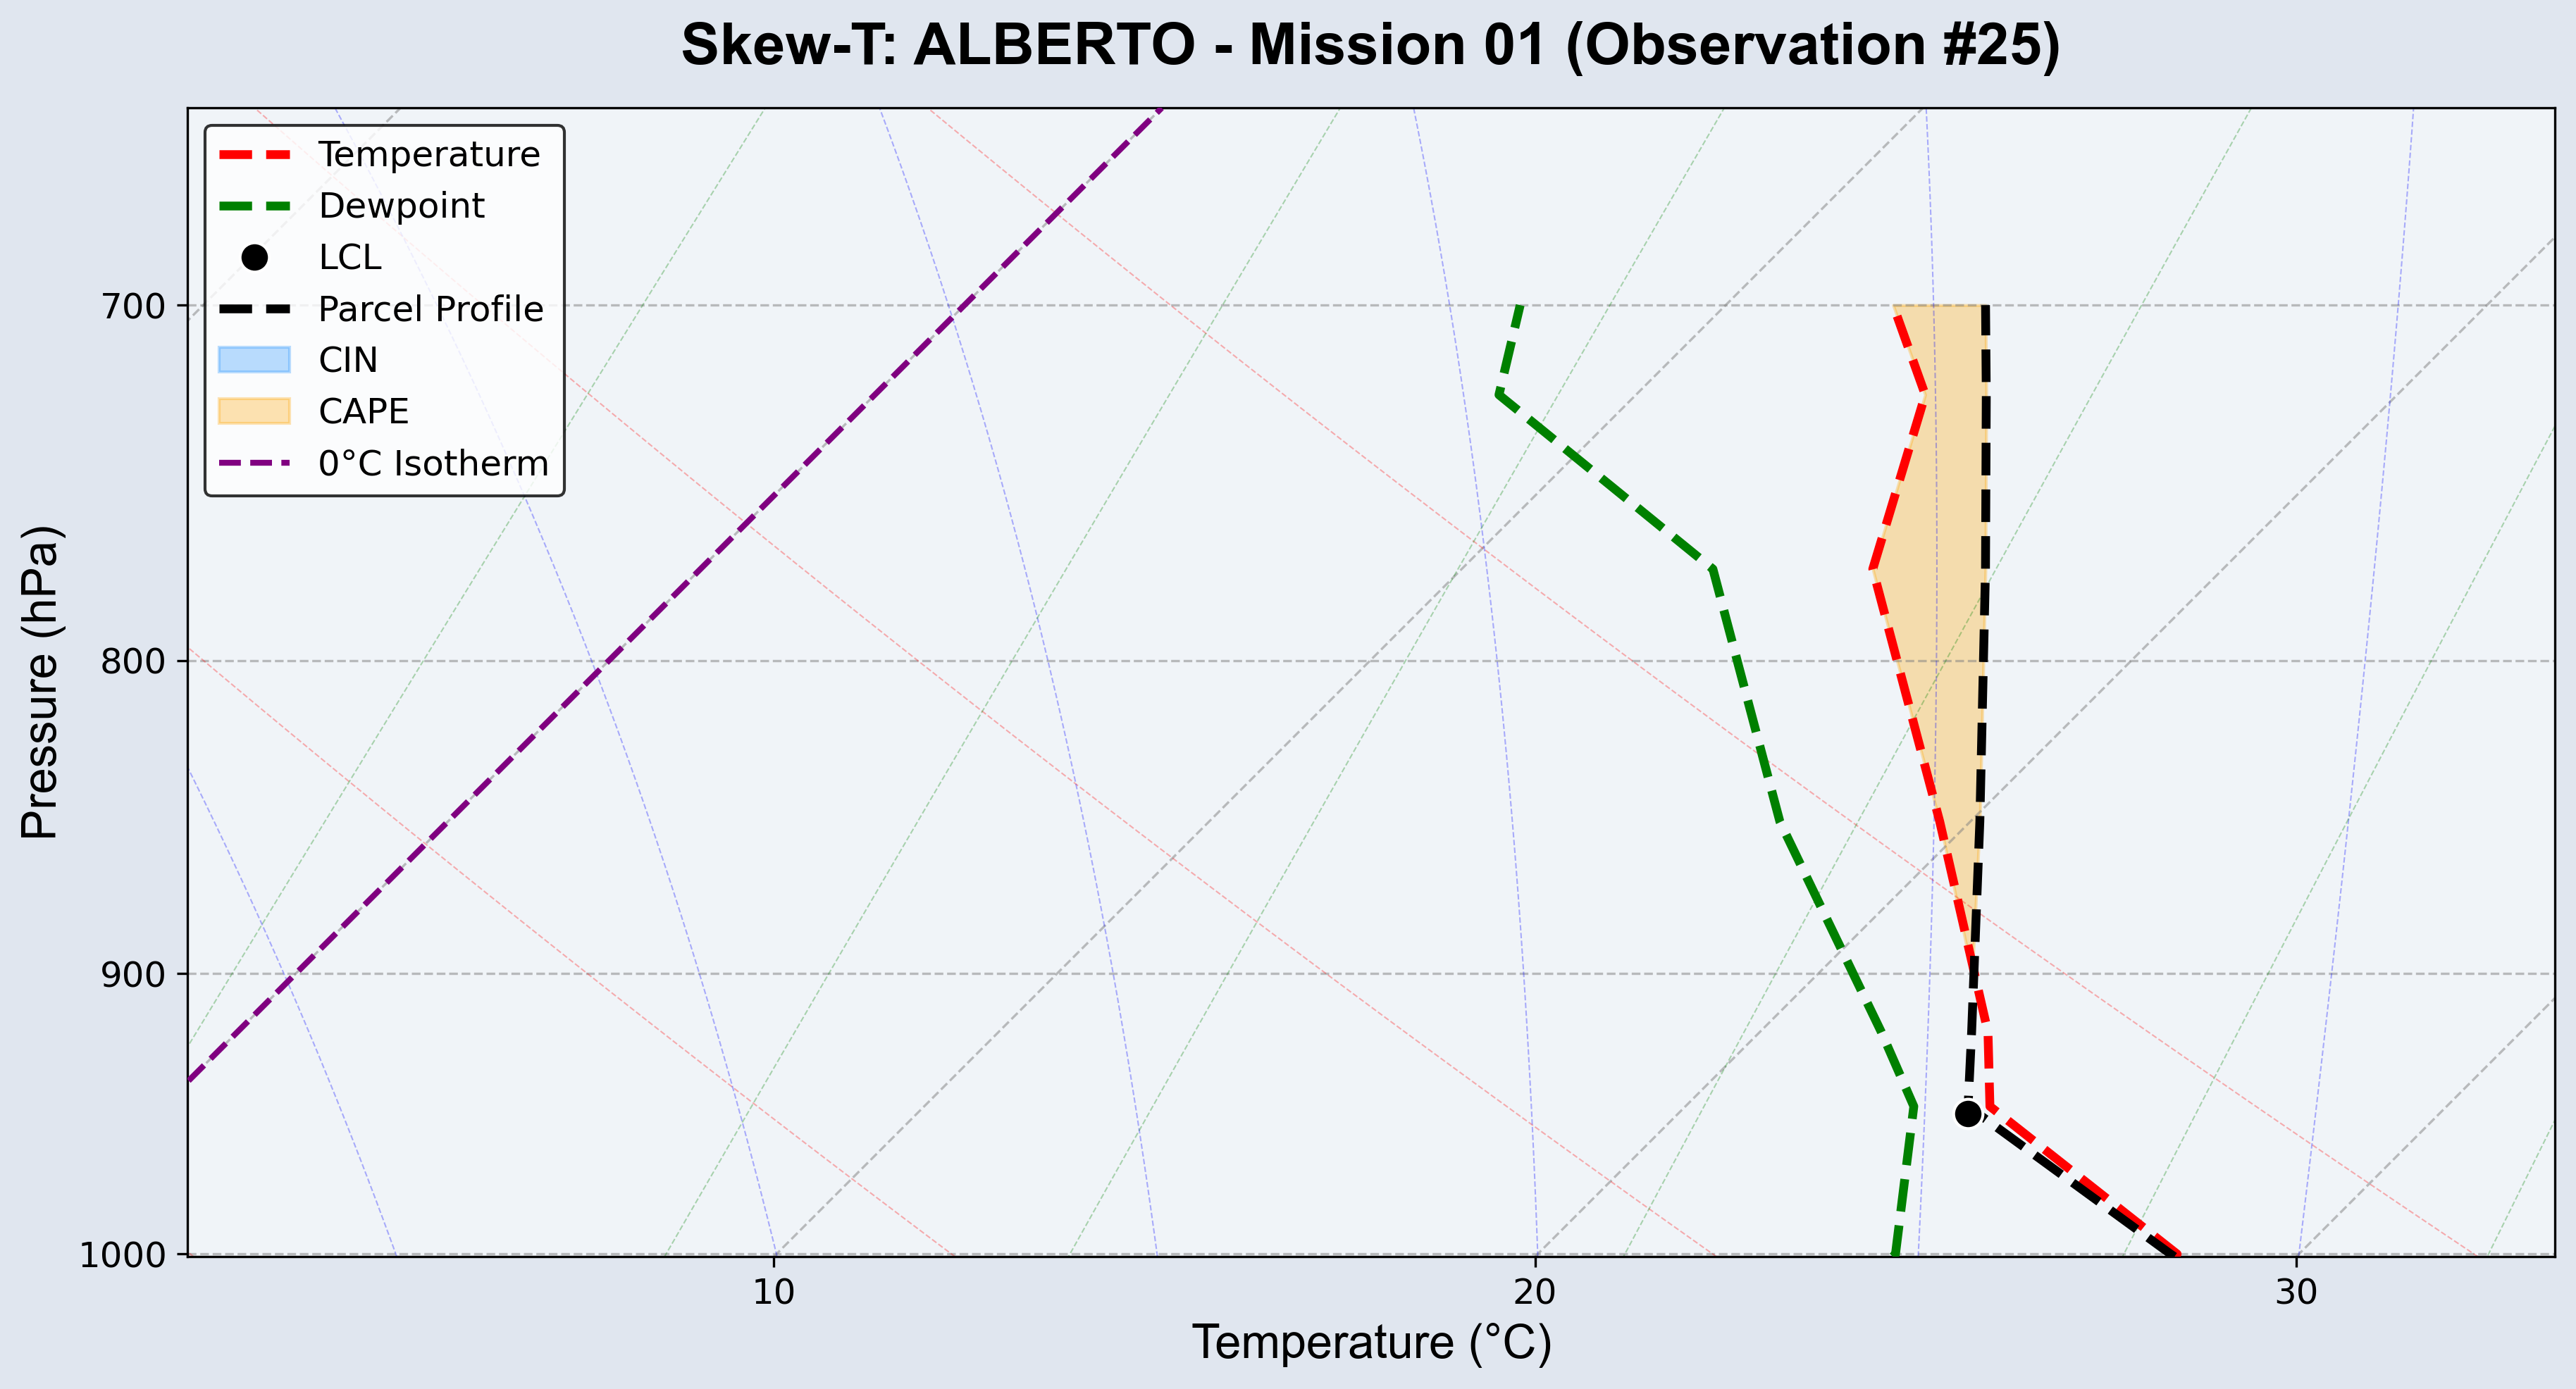 Skew-T: ALBERTO - Mission 01 (Observation #25)
Temperature
Dewpoint
LCL
Parcel Profile
CIN
CAPE
0°C Isotherm
Pressure (hPa)
700
800
900
1000
10 20 30
Temperature (°C)